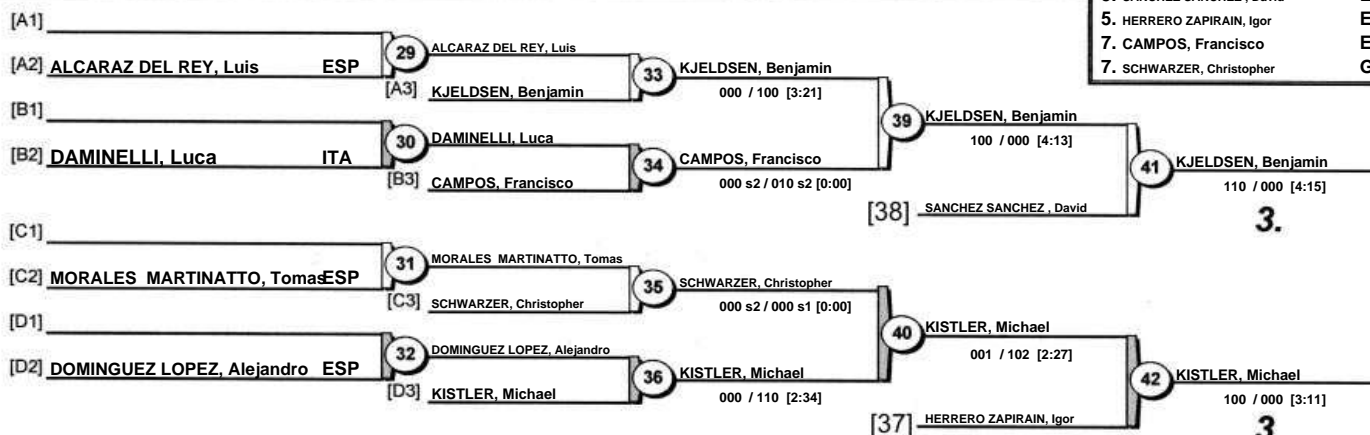 5. HERRERO ZAPIRAIN, Igor E
7. CAMPOS, Francisco E
7. SCHWARZER, Christopher G
[A1]
[A2] ALCARAZ DEL REY, Luis ESP
29
ALCARAZ DEL REY, Luis
[A3] KJELDSEN, Benjamin
33
KJELDSEN, Benjamin
000 / 100 [3:21]
[B1]
[B2] DAMINELLI, Luca ITA
30
DAMINELLI, Luca
[B3] CAMPOS, Francisco
34
CAMPOS, Francisco
000 s2 / 010 s2 [0:00]
39
KJELDSEN, Benjamin
100 / 000 [4:13]
[38] SANCHEZ SANCHEZ , David
41
KJELDSEN, Benjamin
110 / 000 [4:15]
3.
[C1]
[C2] MORALES MARTINATTO, Tomas ESP
31
MORALES MARTINATTO, Tomas
[C3] SCHWARZER, Christopher
35
SCHWARZER, Christopher
000 s2 / 000 s1 [0:00]
[D1]
[D2] DOMINGUEZ LOPEZ, Alejandro ESP
32
DOMINGUEZ LOPEZ, Alejandro
[D3] KISTLER, Michael
36
KISTLER, Michael
000 / 110 [2:34]
40
KISTLER, Michael
001 / 102 [2:27]
[37] HERRERO ZAPIRAIN, Igor
42
KISTLER, Michael
100 / 000 [3:11]
3